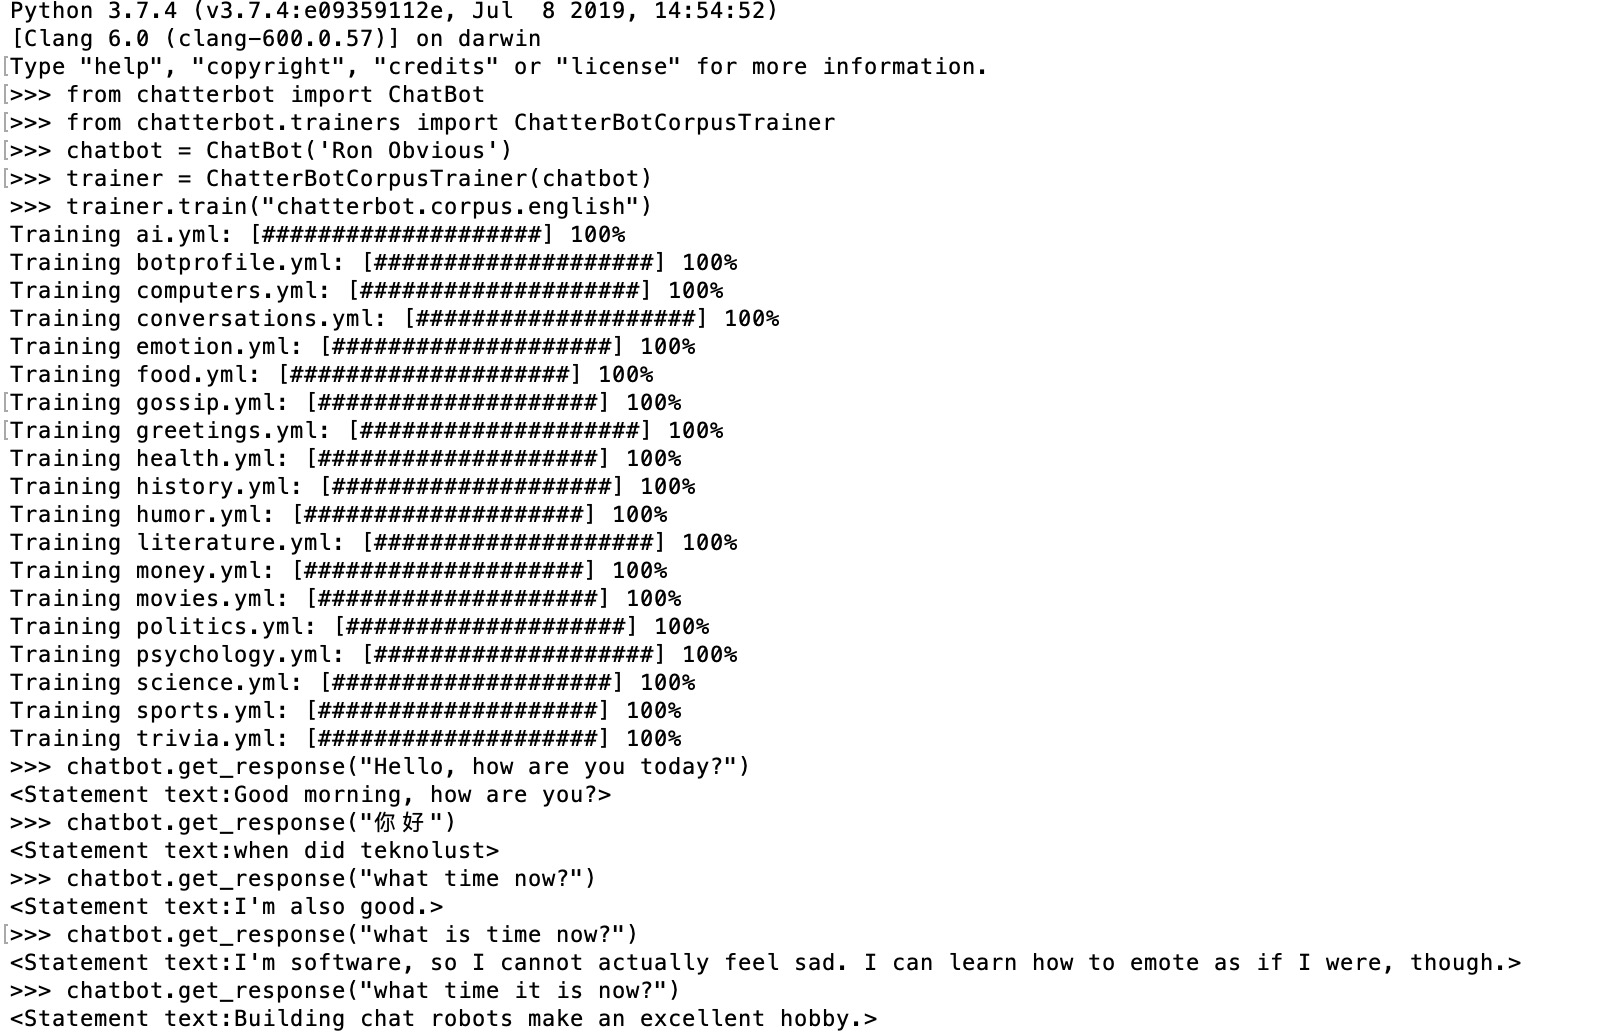 Python 3.7.4 (v3.7.4:e09359112e, Jul  8 2019, 14:54:52)
[Clang 6.0 (clang-600.0.57)] on darwin
Type "help", "copyright", "credits" or "license" for more information.
>>> from chatterbot import ChatBot
>>> from chatterbot.trainers import ChatterBotCorpusTrainer
>>> chatbot = ChatBot('Ron Obvious')
>>> trainer = ChatterBotCorpusTrainer(chatbot)
>>> trainer.train("chatterbot.corpus.english")
Training ai.yml: [####################] 100%
Training botprofile.yml: [####################] 100%
Training computers.yml: [####################] 100%
Training conversations.yml: [####################] 100%
Training emotion.yml: [####################] 100%
Training food.yml: [####################] 100%
Training gossip.yml: [####################] 100%
Training greetings.yml: [####################] 100%
Training health.yml: [####################] 100%
Training history.yml: [####################] 100%
Training humor.yml: [####################] 100%
Training literature.yml: [####################] 100%
Training money.yml: [####################] 100%
Training movies.yml: [####################] 100%
Training politics.yml: [####################] 100%
Training psychology.yml: [####################] 100%
Training science.yml: [####################] 100%
Training sports.yml: [####################] 100%
Training trivia.yml: [####################] 100%
>>> chatbot.get_response("Hello, how are you today?")
<Statement text:Good morning, how are you?>
>>> chatbot.get_response("你好")
<Statement text:when did teknolust>
>>> chatbot.get_response("what time now?")
<Statement text:I'm also good.>
>>> chatbot.get_response("what is time now?")
<Statement text:I'm software, so I cannot actually feel sad. I can learn how to emote as if I were, though.>
>>> chatbot.get_response("what time it is now?")
<Statement text:Building chat robots make an excellent hobby.>